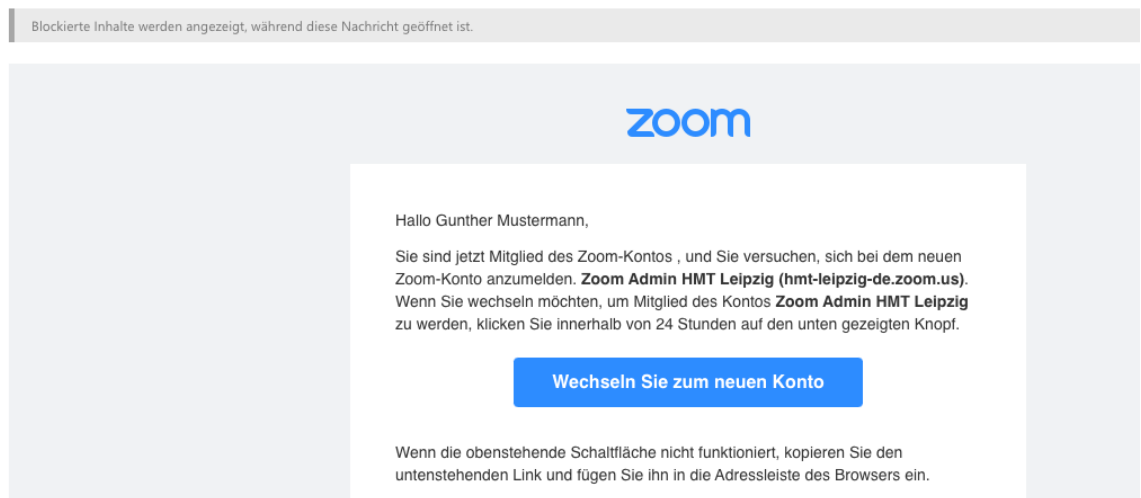 Blockierte Inhalte werden angezeigt, während diese Nachricht geöffnet ist.
zoom
Hallo Gunther Mustermann,
Sie sind jetzt Mitglied des Zoom-Kontos , und Sie versuchen, sich bei dem neuen
Zoom-Konto anzumelden. Zoom Admin HMT Leipzig (hmt-leipzig-de.zoom.us).
Wenn Sie wechseln möchten, um Mitglied des Kontos Zoom Admin HMT Leipzig
zu werden, klicken Sie innerhalb von 24 Stunden auf den unten gezeigten Knopf.
Wechseln Sie zum neuen Konto
Wenn die obenstehende Schaltfläche nicht funktioniert, kopieren Sie den
untenstehenden Link und fügen Sie ihn in die Adressleiste des Browsers ein.